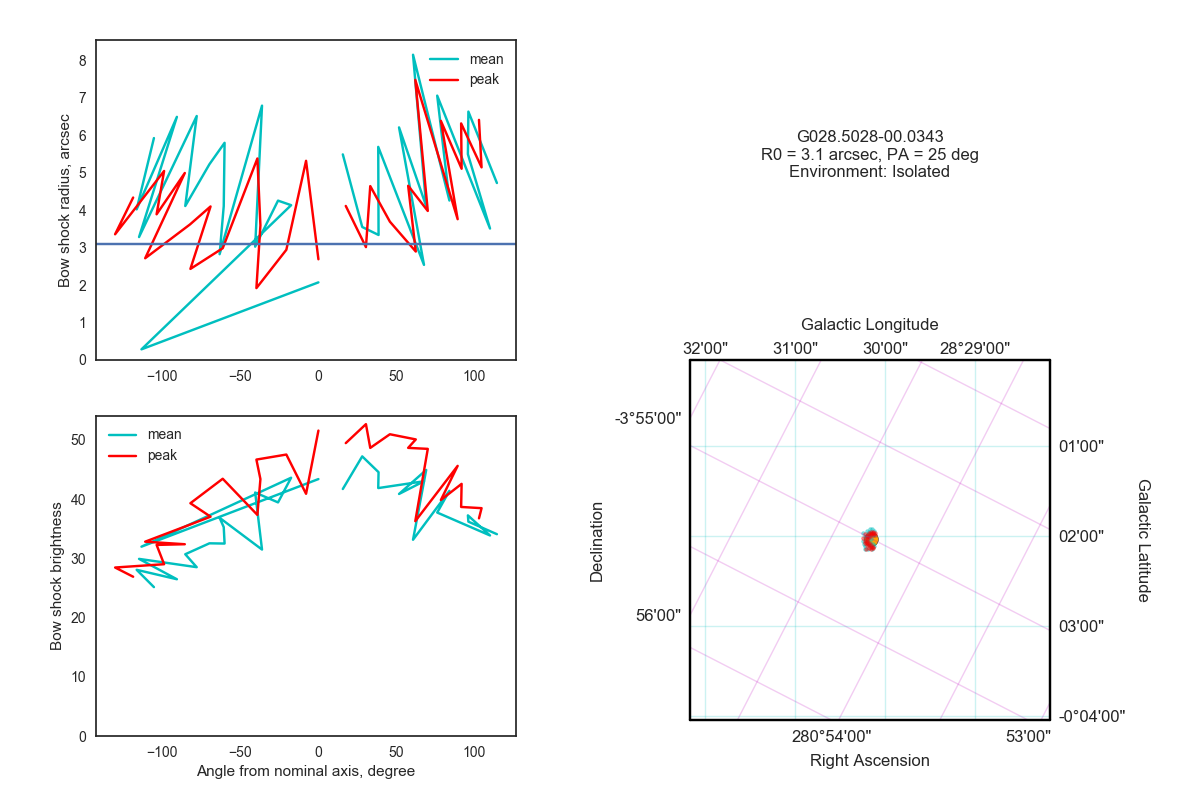 8
7
6
5
4
3
2
1
0
Bow shock radius, arcsec
mean
peak
−100
−50
0
50
100
50
40
30
20
10
0
Bow shock brightness
mean
peak
−100
−50
0
50
100
Angle from nominal axis, degree
G028.5028-00.0343
R0 = 3.1 arcsec, PA = 25 deg
Environment: Isolated
Galactic Longitude
32'00" 31'00" 30'00" 28°29'00"
-3°55'00"
56'00"
Declination
01'00"
02'00"
03'00"
-0°04'00"
Galactic Latitude
280°54'00" 53'00"
Right Ascension